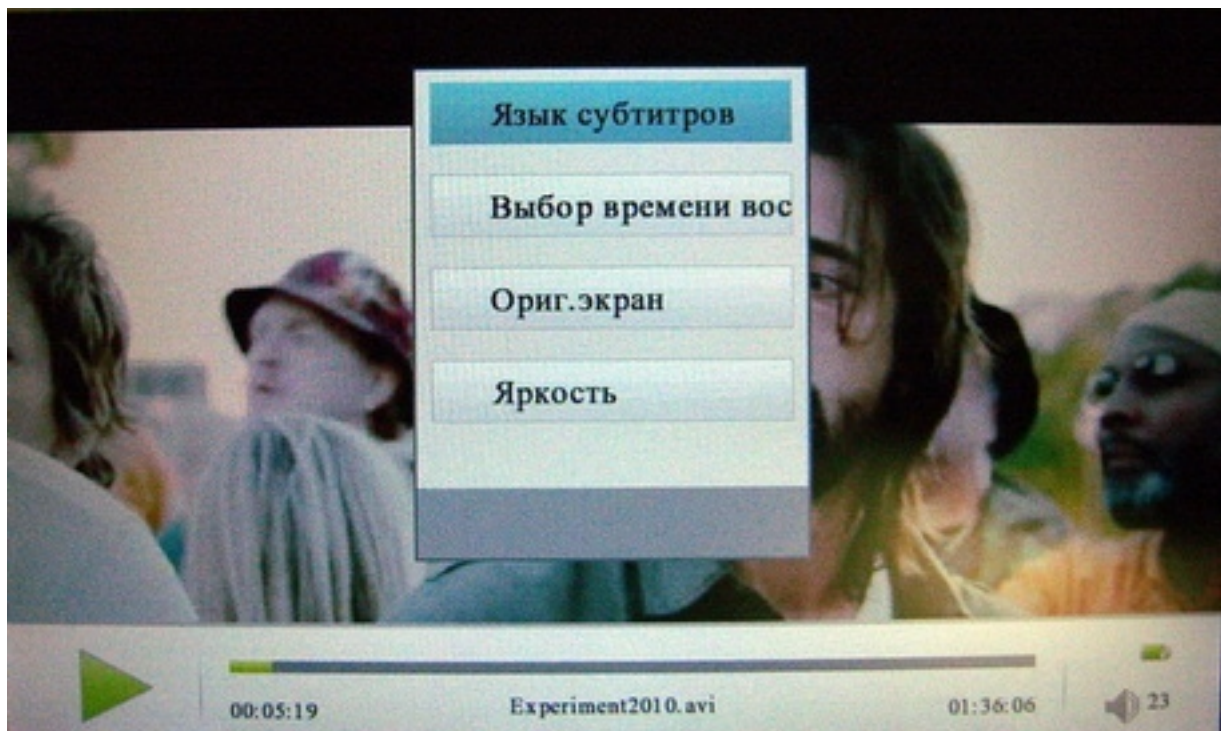 Язык субтитров
Выбор времени вос
Ориг.экран
Яркость
00:05:19
Experiment2010.avi
01:36:06
23